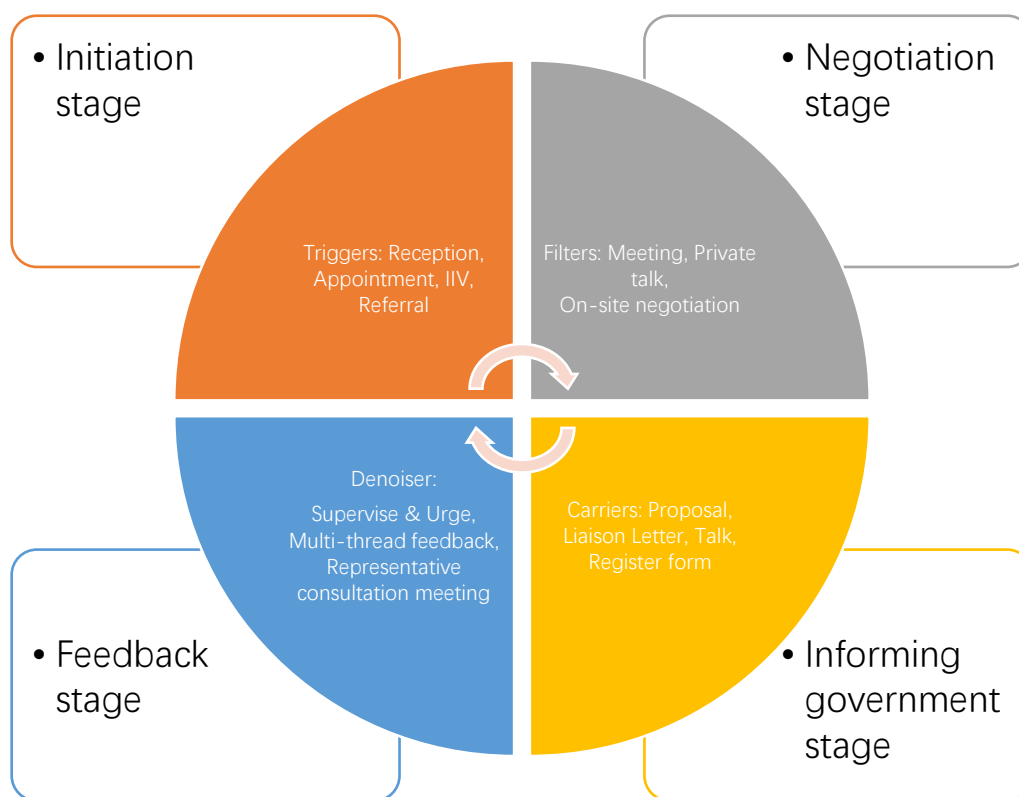 • Initiation
stage
• Negotiation
stage
Triggers: Reception,
Appointment, IIV,
Referral
Filters: Meeting, Private
talk,
On-site negotiation
Denoiser:
Supervise & Urge,
Multi-thread feedback,
Representative
consultation meeting
Carriers: Proposal,
Liaison Letter, Talk,
Register form
• Feedback
stage
• Informing
government
stage